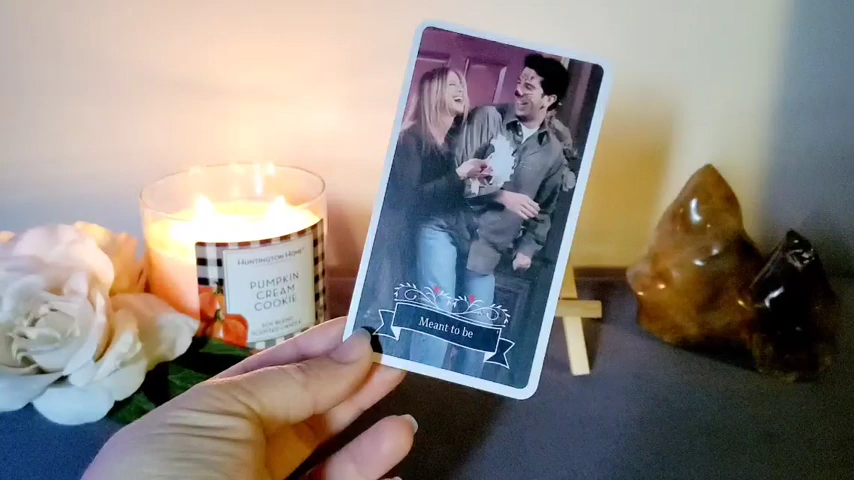 HUNTINGTON HOME
PUMPKIN
CREAM
COOKIE
SOY BLEND
SCENTED CANDLE
Meant to be